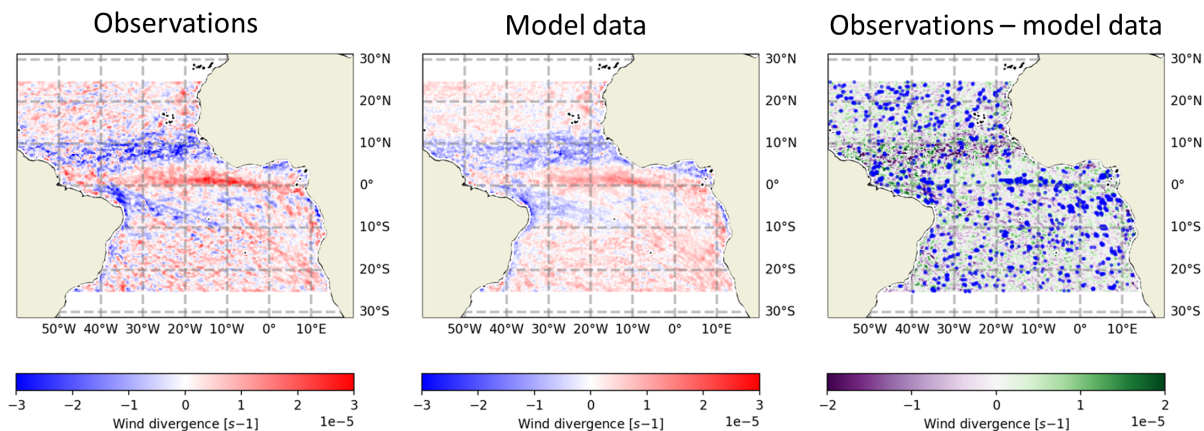 Observations
Model data
Observations – model data
30°N
20°N
10°N
0°
10°S
20°S
30°S
50°W 40°W 30°W 20°W 10°W 0° 10°E
30°N
20°N
10°N
0°
10°S
20°S
30°S
50°W 40°W 30°W 20°W 10°W 0° 10°E
30°N
20°N
10°N
0°
10°S
20°S
30°S
50°W 40°W 30°W 20°W 10°W 0° 10°E
−3 −2 −1 0 1 2 3
Wind divergence [s−1] 1e−5
−3 −2 −1 0 1 2 3
Wind divergence [s−1] 1e−5
−2 −1 0 1 2
Wind divergence [s−1] 1e−5